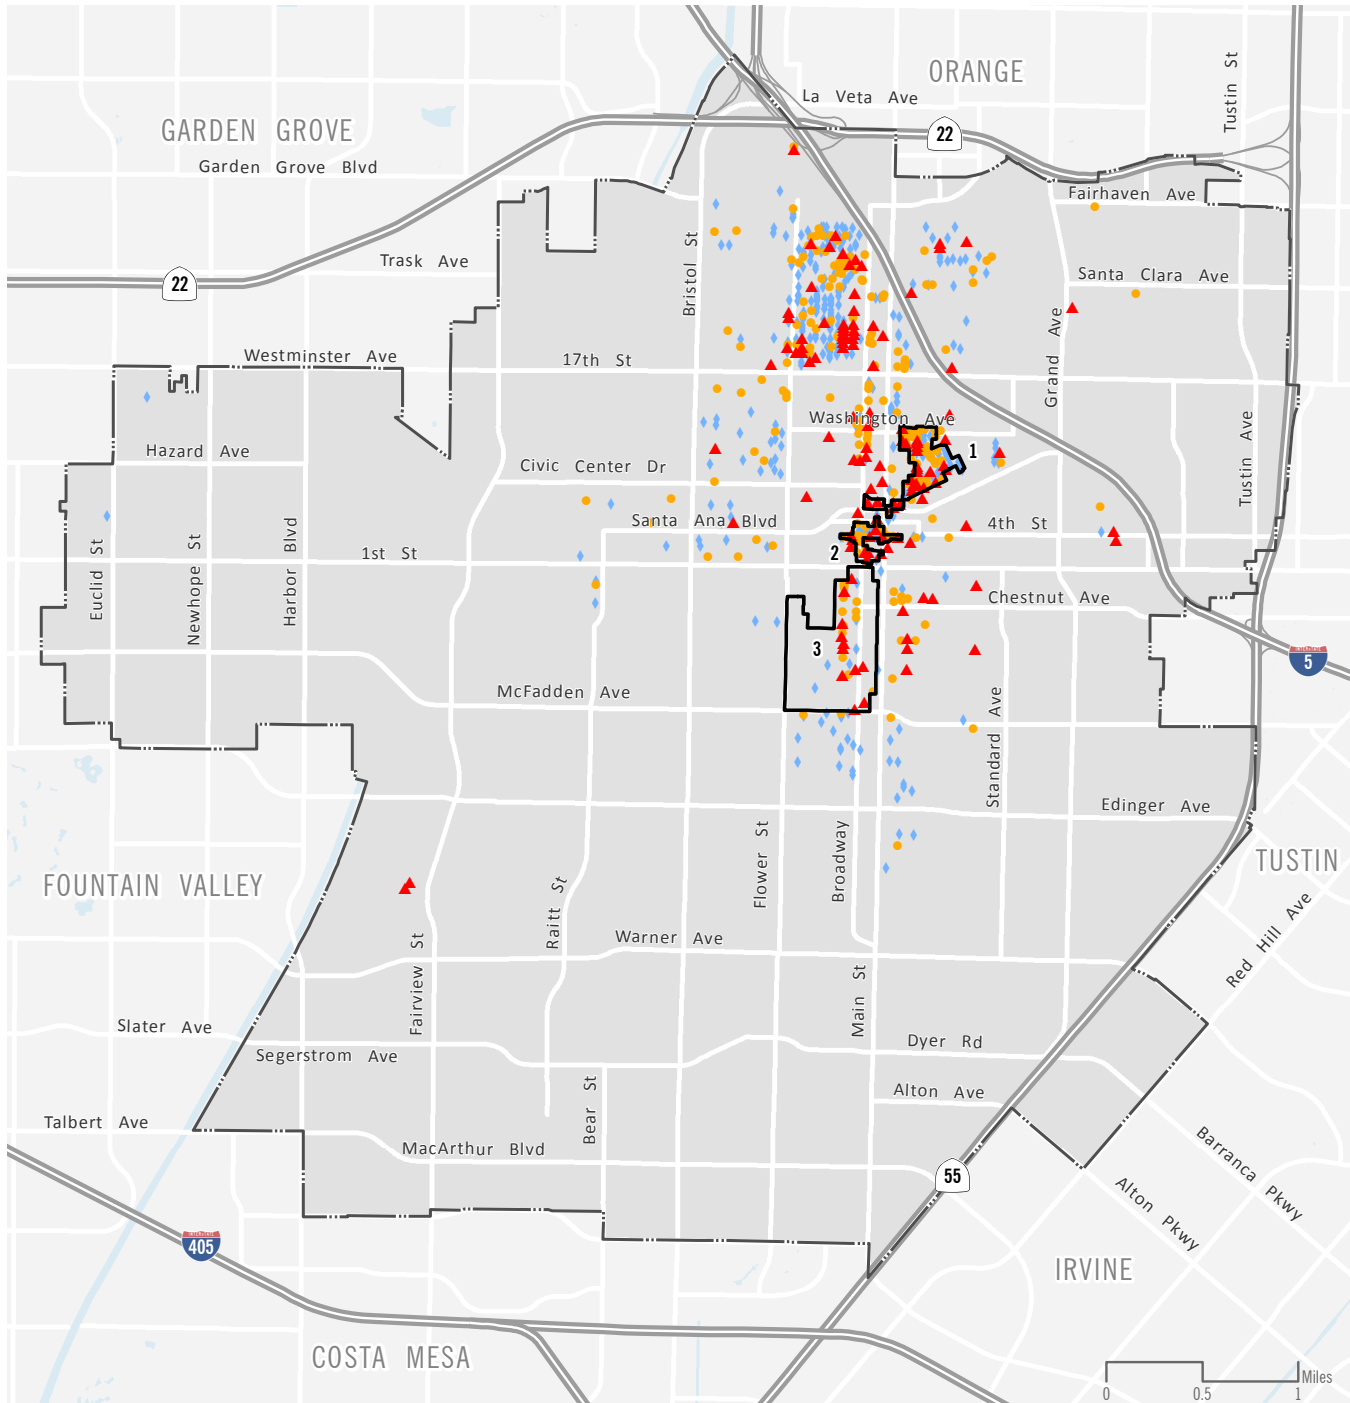 ORANGE
Tustin St
La Veta Ave
GARDEN GROVE
22
Garden Grove Blvd
Fairhaven Ave
Trask Ave
Bristol St
Santa Clara Ave
22
Grand Ave
Westminster Ave
17th St
Washington Ave
Tustin Ave
Hazard Ave
1
Civic Center Dr
Santa Ana Blvd
4th St
Euclid St
Newhope St
Harbor Blvd
1st St
2
Chestnut Ave
3
INTERSTATE
5
McFadden Ave
Standard Ave
Edinger Ave
Flower St
Broadway
TUSTIN
FOUNTAIN VALLEY
Raitt St
Red Hill Ave
Warner Ave
Fairview St
Main St
Slater Ave
Segerstrom Ave
Dyer Rd
Bear St
Alton Ave
Talbert Ave
MacArthur Blvd
55
Barranca Pkwy
Alton Pkwy
INTERSTATE
405
IRVINE
COSTA MESA
Miles
0 0.5 1